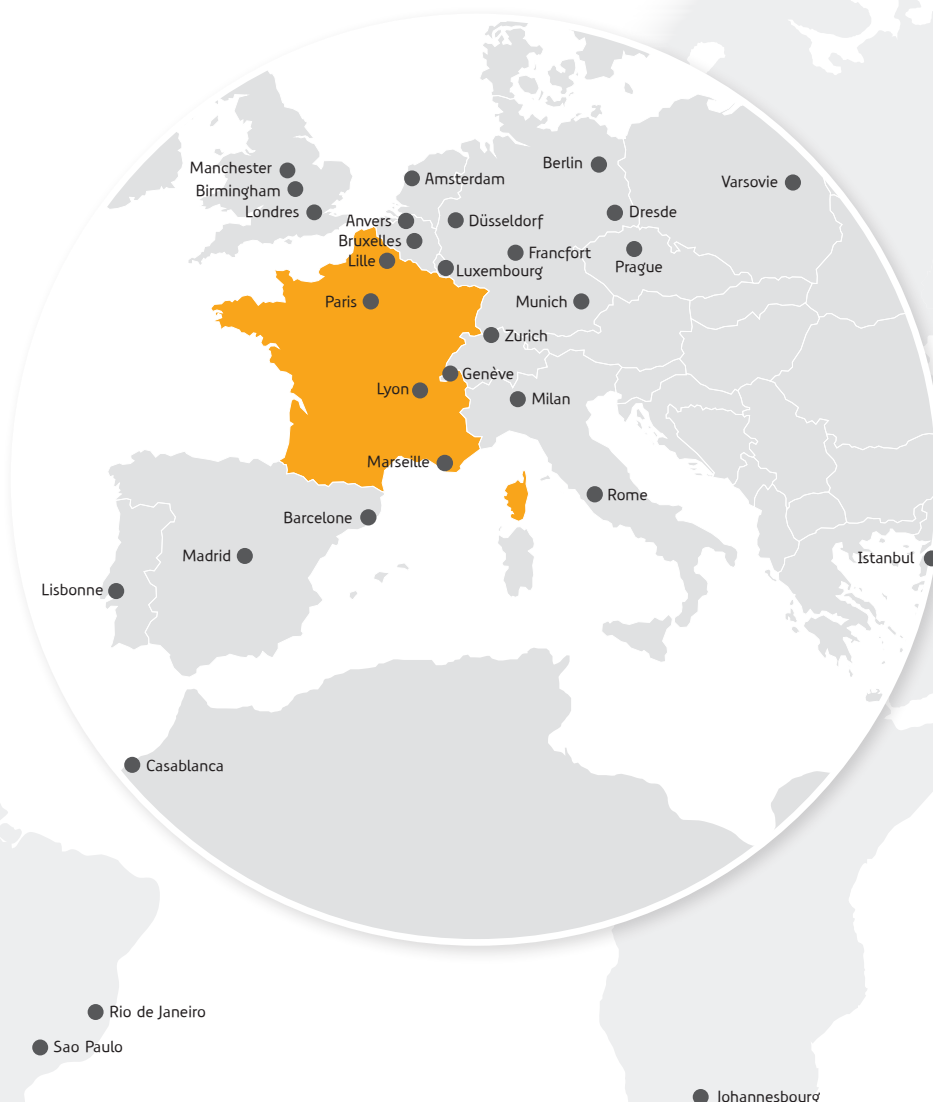 Manchester
Birmingham
Londres
Amsterdam
Berlin
Varsovie
Anvers
Düsseldorf
Dresde
Bruxelles
Lille
Francfort
Luxembourg
Prague
Paris
Munich
Zurich
Lyon
Genève
Milan
Marseille
Rome
Barcelone
Madrid
Istanbul
Lisbonne
Casablanca
Rio de Janeiro
Sao Paulo
Johannesbourg